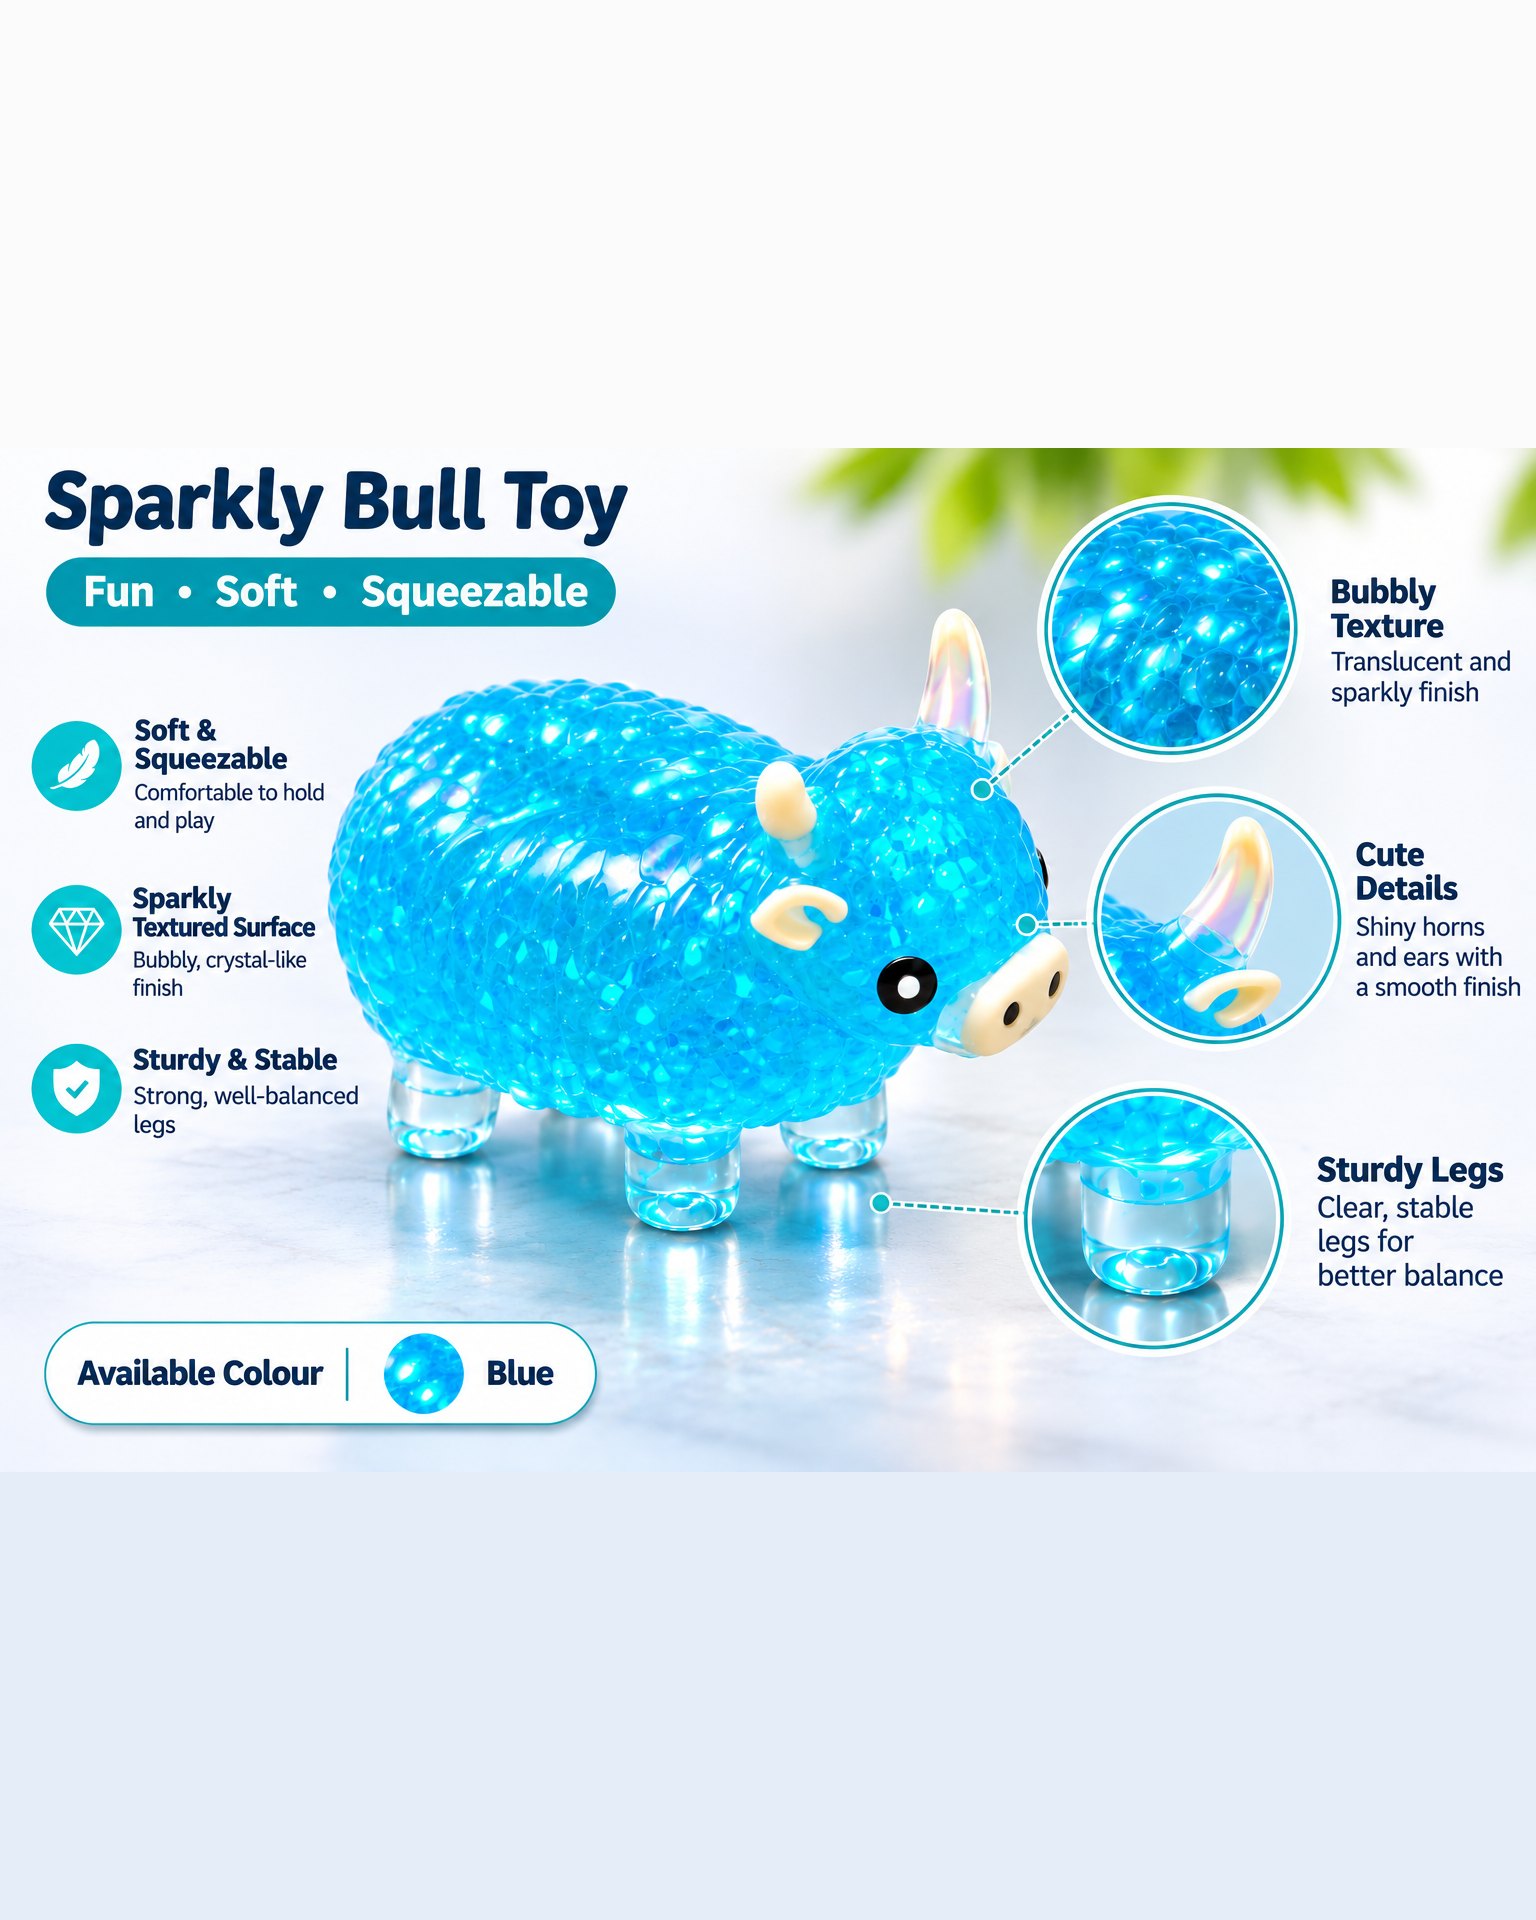 Sparkly Bull Toy
Fun • Soft • Squeezable
Soft &
Squeezable
Comfortable to hold
and play
Sparkly
Textured Surface
Bubbly, crystal-like
finish
Sturdy & Stable
Strong, well-balanced
legs
Bubbly
Texture
Translucent and
sparkly finish
Cute
Details
Shiny horns
and ears with
a smooth finish
Sturdy Legs
Clear, stable
legs for
better balance
Available Colour
Blue